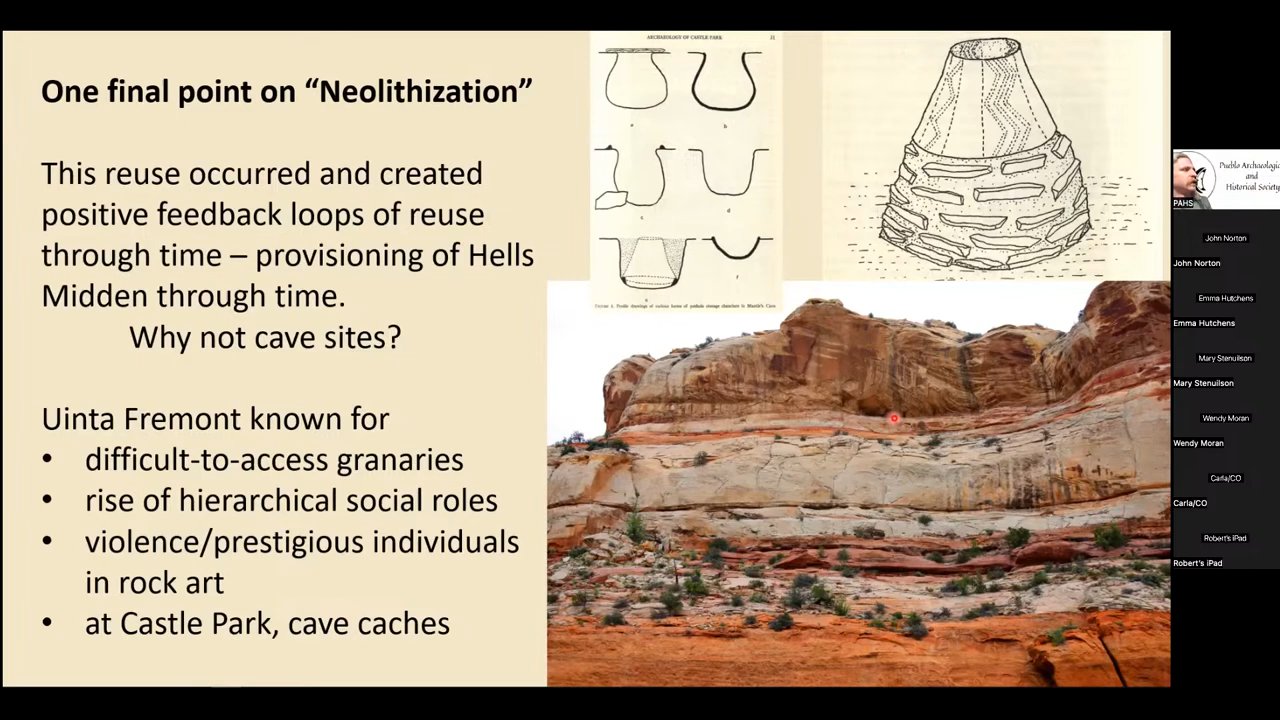 One final point on “Neolithization”
This reuse occurred and created
positive feedback loops of reuse
through time – provisioning of Hells
Midden through time.
Why not cave sites?
Uinta Fremont known for
• difficult-to-access granaries
• rise of hierarchical social roles
• violence/prestigious individuals
in rock art
• at Castle Park, cave caches
ARCHAEOLOGY OF CASTLE PARK 31
a
b
c
d
e
f
Pueblo Archaeologic
and
Historical Society
PAHS
John Norton
John Norton
Emma Hutchens
Emma Hutchens
Mary Stenuilson
Mary Stenuilson
Wendy Moran
Wendy Moran
Carla/CO
Carla/CO
Robert's iPad
Robert's iPad